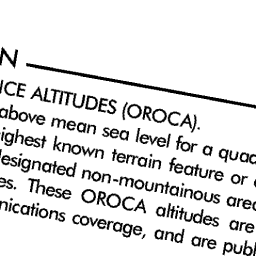 N
NCE ALTITUDES (OROCA).
above mean sea level for a quad
ighest known terrain feature or
designated non-mountainous area
es. These OROCA altitudes are
nications coverage, and are publ